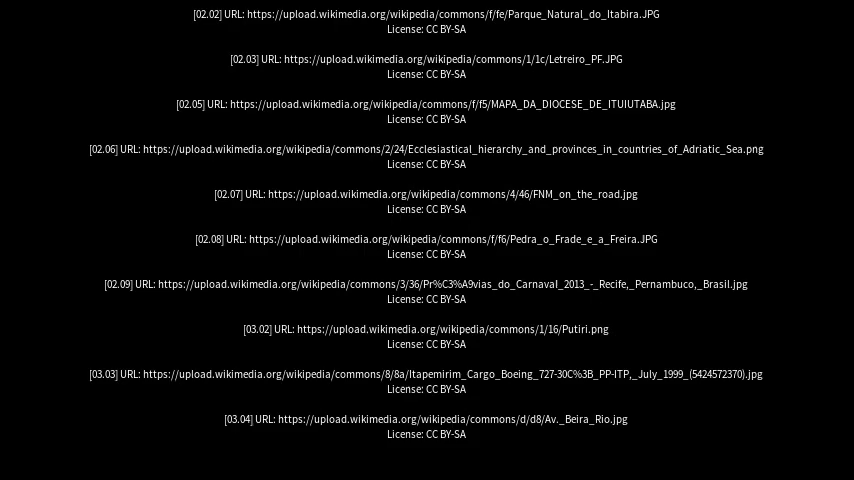 [02.02] URL: https://upload.wikimedia.org/wikipedia/commons/f/fe/Parque_Natural_do_Itabira.JPG
License: CC BY-SA
[02.03] URL: https://upload.wikimedia.org/wikipedia/commons/1/1c/Letreiro_PF.JPG
License: CC BY-SA
[02.05] URL: https://upload.wikimedia.org/wikipedia/commons/f/f5/MAPA_DA_DIOCESE_DE_ITUIUTABA.jpg
License: CC BY-SA
[02.06] URL: https://upload.wikimedia.org/wikipedia/commons/2/24/Ecclesiastical_hierarchy_and_provinces_in_countries_of_Adriatic_Sea.png
License: CC BY-SA
[02.07] URL: https://upload.wikimedia.org/wikipedia/commons/4/46/FNM_on_the_road.jpg
License: CC BY-SA
[02.08] URL: https://upload.wikimedia.org/wikipedia/commons/f/f6/Pedra_o_Frade_e_a_Freira.JPG
License: CC BY-SA
[02.09] URL: https://upload.wikimedia.org/wikipedia/commons/3/36/Pr%C3%A9vias_do_Carnaval_2013_-_Recife,_Pernambuco,_Brasil.jpg
License: CC BY-SA
[03.02] URL: https://upload.wikimedia.org/wikipedia/commons/1/16/Putiri.png
License: CC BY-SA
[03.03] URL: https://upload.wikimedia.org/wikipedia/commons/8/8a/Itapemirim_Cargo_Boeing_727-30C%3B_PP-ITP,_July_1999_(5424572370).jpg
License: CC BY-SA
[03.04] URL: https://upload.wikimedia.org/wikipedia/commons/d/d8/Av._Beira_Rio.jpg
License: CC BY-SA